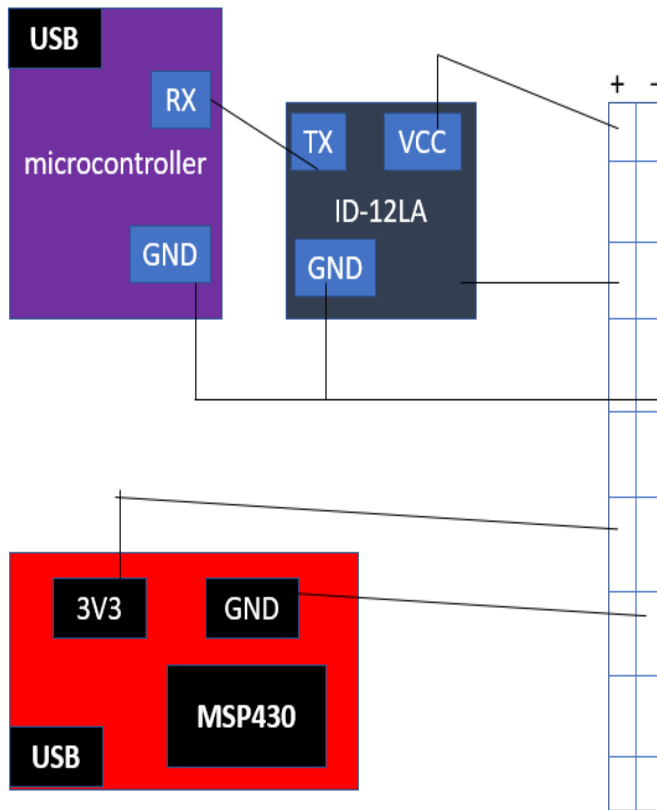 USB
+ -
RX
TX
VCC
microcontroller
ID-12LA
GND
GND
3V3
GND
MSP430
USB